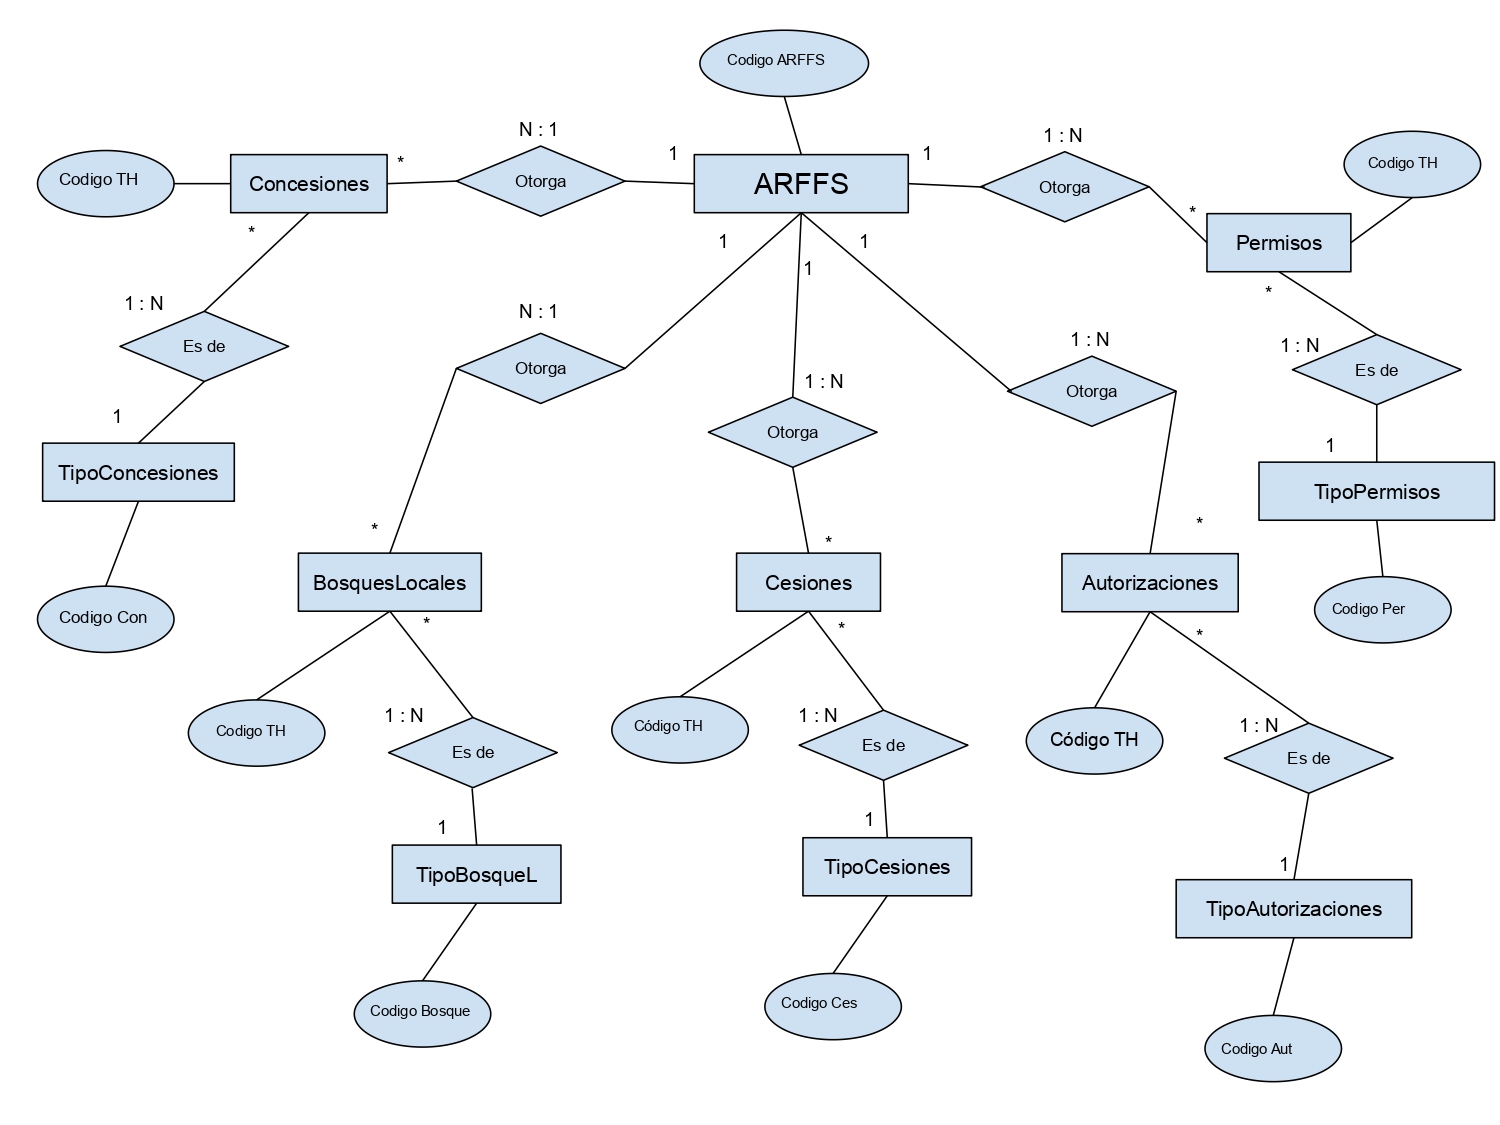 Codigo ARFFS
N : 1
1 : N
Codigo TH
*
Concesiones
Otorga
1
ARFFS
1
Otorga
*
Codigo TH
Permisos
*
1
1
1
*
1 : N
Es de
N : 1
Otorga
1 : N
Otorga
1 : N
Otorga
1 : N
Es de
1
TipoConcesiones
1
TipoPermisos
*
BosquesLocales
*
Cesiones
*
Autorizaciones
Codigo Con
Codigo Per
*
*
*
Codigo TH
1 : N
Es de
Código TH
1 : N
Es de
Código TH
1 : N
Es de
1
TipoBosqueL
1
TipoCesiones
1
TipoAutorizaciones
Codigo Bosque
Codigo Ces
Codigo Aut